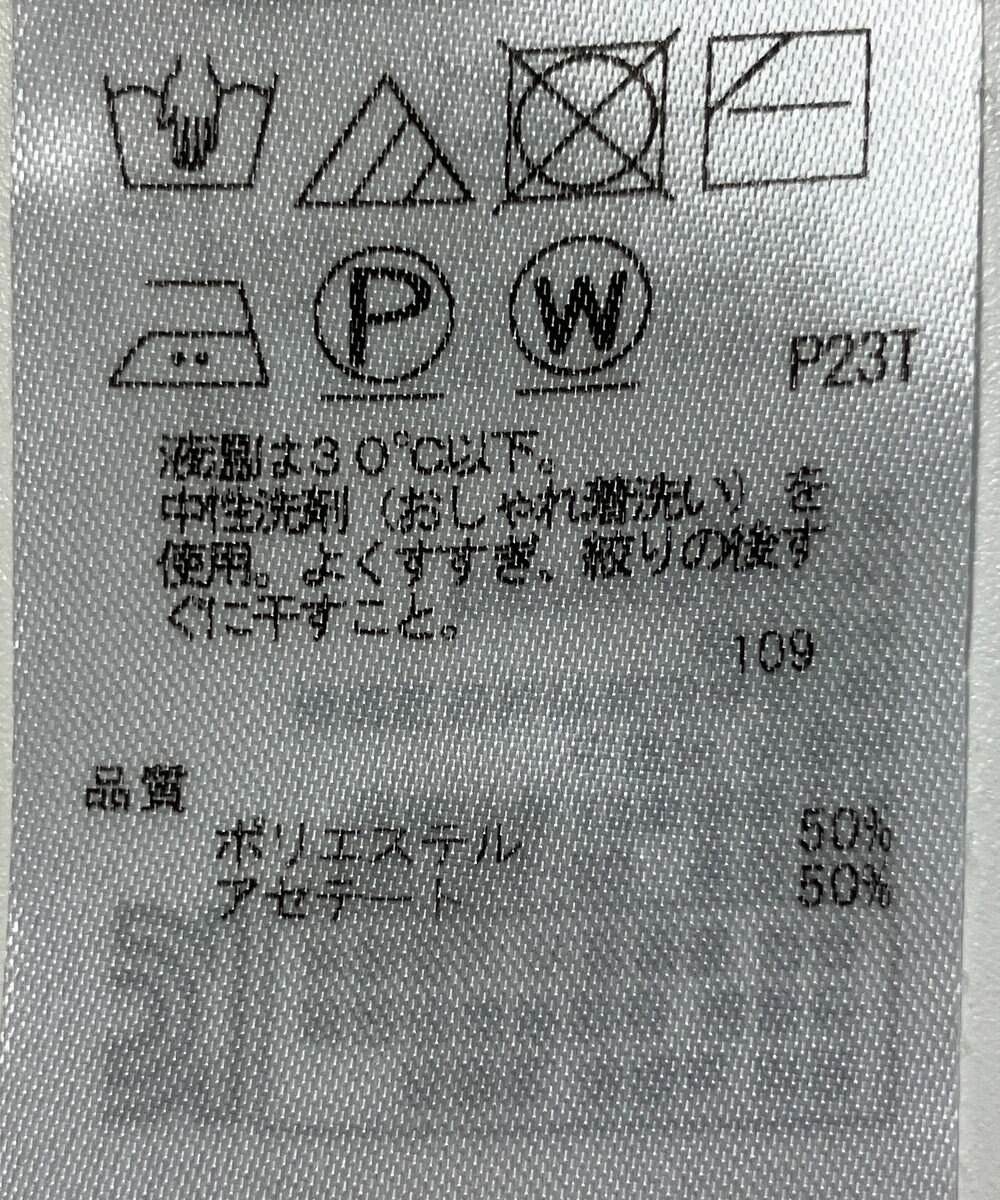 P W
P23T
液温は30℃以下。
中性洗剤（おしゃれ着洗い）を
使用。よくすすぎ、絞りの後す
ぐに干すこと。
109
品質
ポリエステル 50%
アセテート 50%